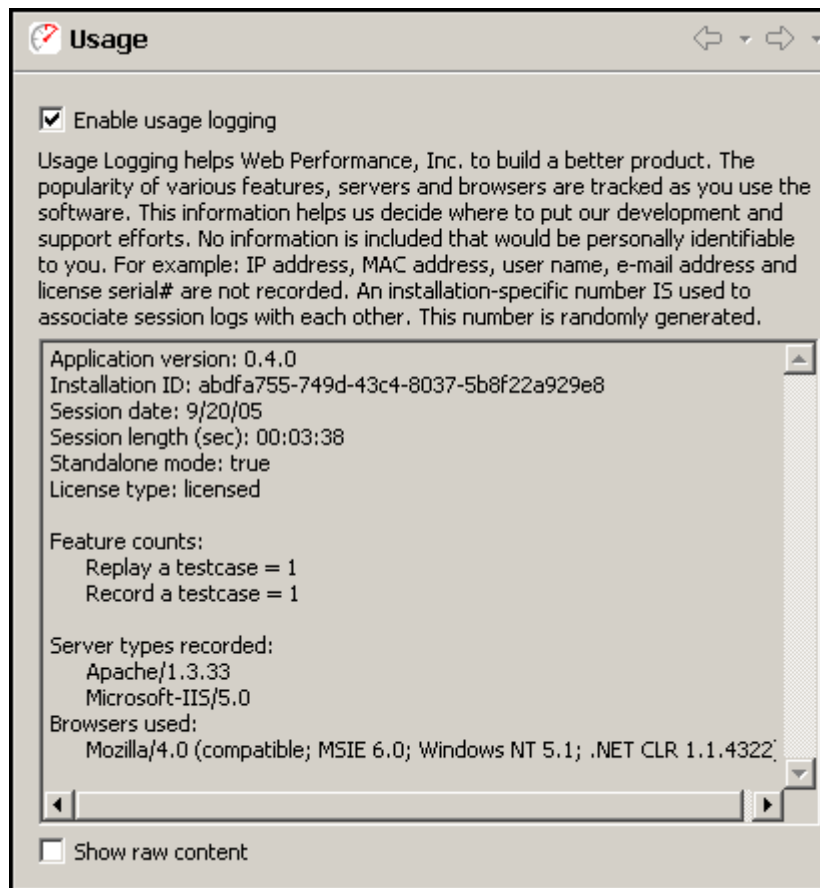 Usage
Enable usage logging
Usage Logging helps Web Performance, Inc. to build a better product. The
popularity of various features, servers and browsers are tracked as you use the
software. This information helps us decide where to put our development and
support efforts. No information is included that would be personally identifiable
to you. For example: IP address, MAC address, user name, e-mail address and
license serial# are not recorded. An installation-specific number IS used to
associate session logs with each other. This number is randomly generated.
Application version: 0.4.0
Installation ID: abdfa755-749d-43c4-8037-5b8f22a929e8
Session date: 9/20/05
Session length (sec): 00:03:38
Standalone mode: true
License type: licensed
Feature counts:
Replay a testcase = 1
Record a testcase = 1
Server types recorded:
Apache/1.3.33
Microsoft-IIS/5.0
Browsers used:
Mozilla/4.0 (compatible; MSIE 6.0; Windows NT 5.1; .NET CLR 1.1.4322)
Show raw content